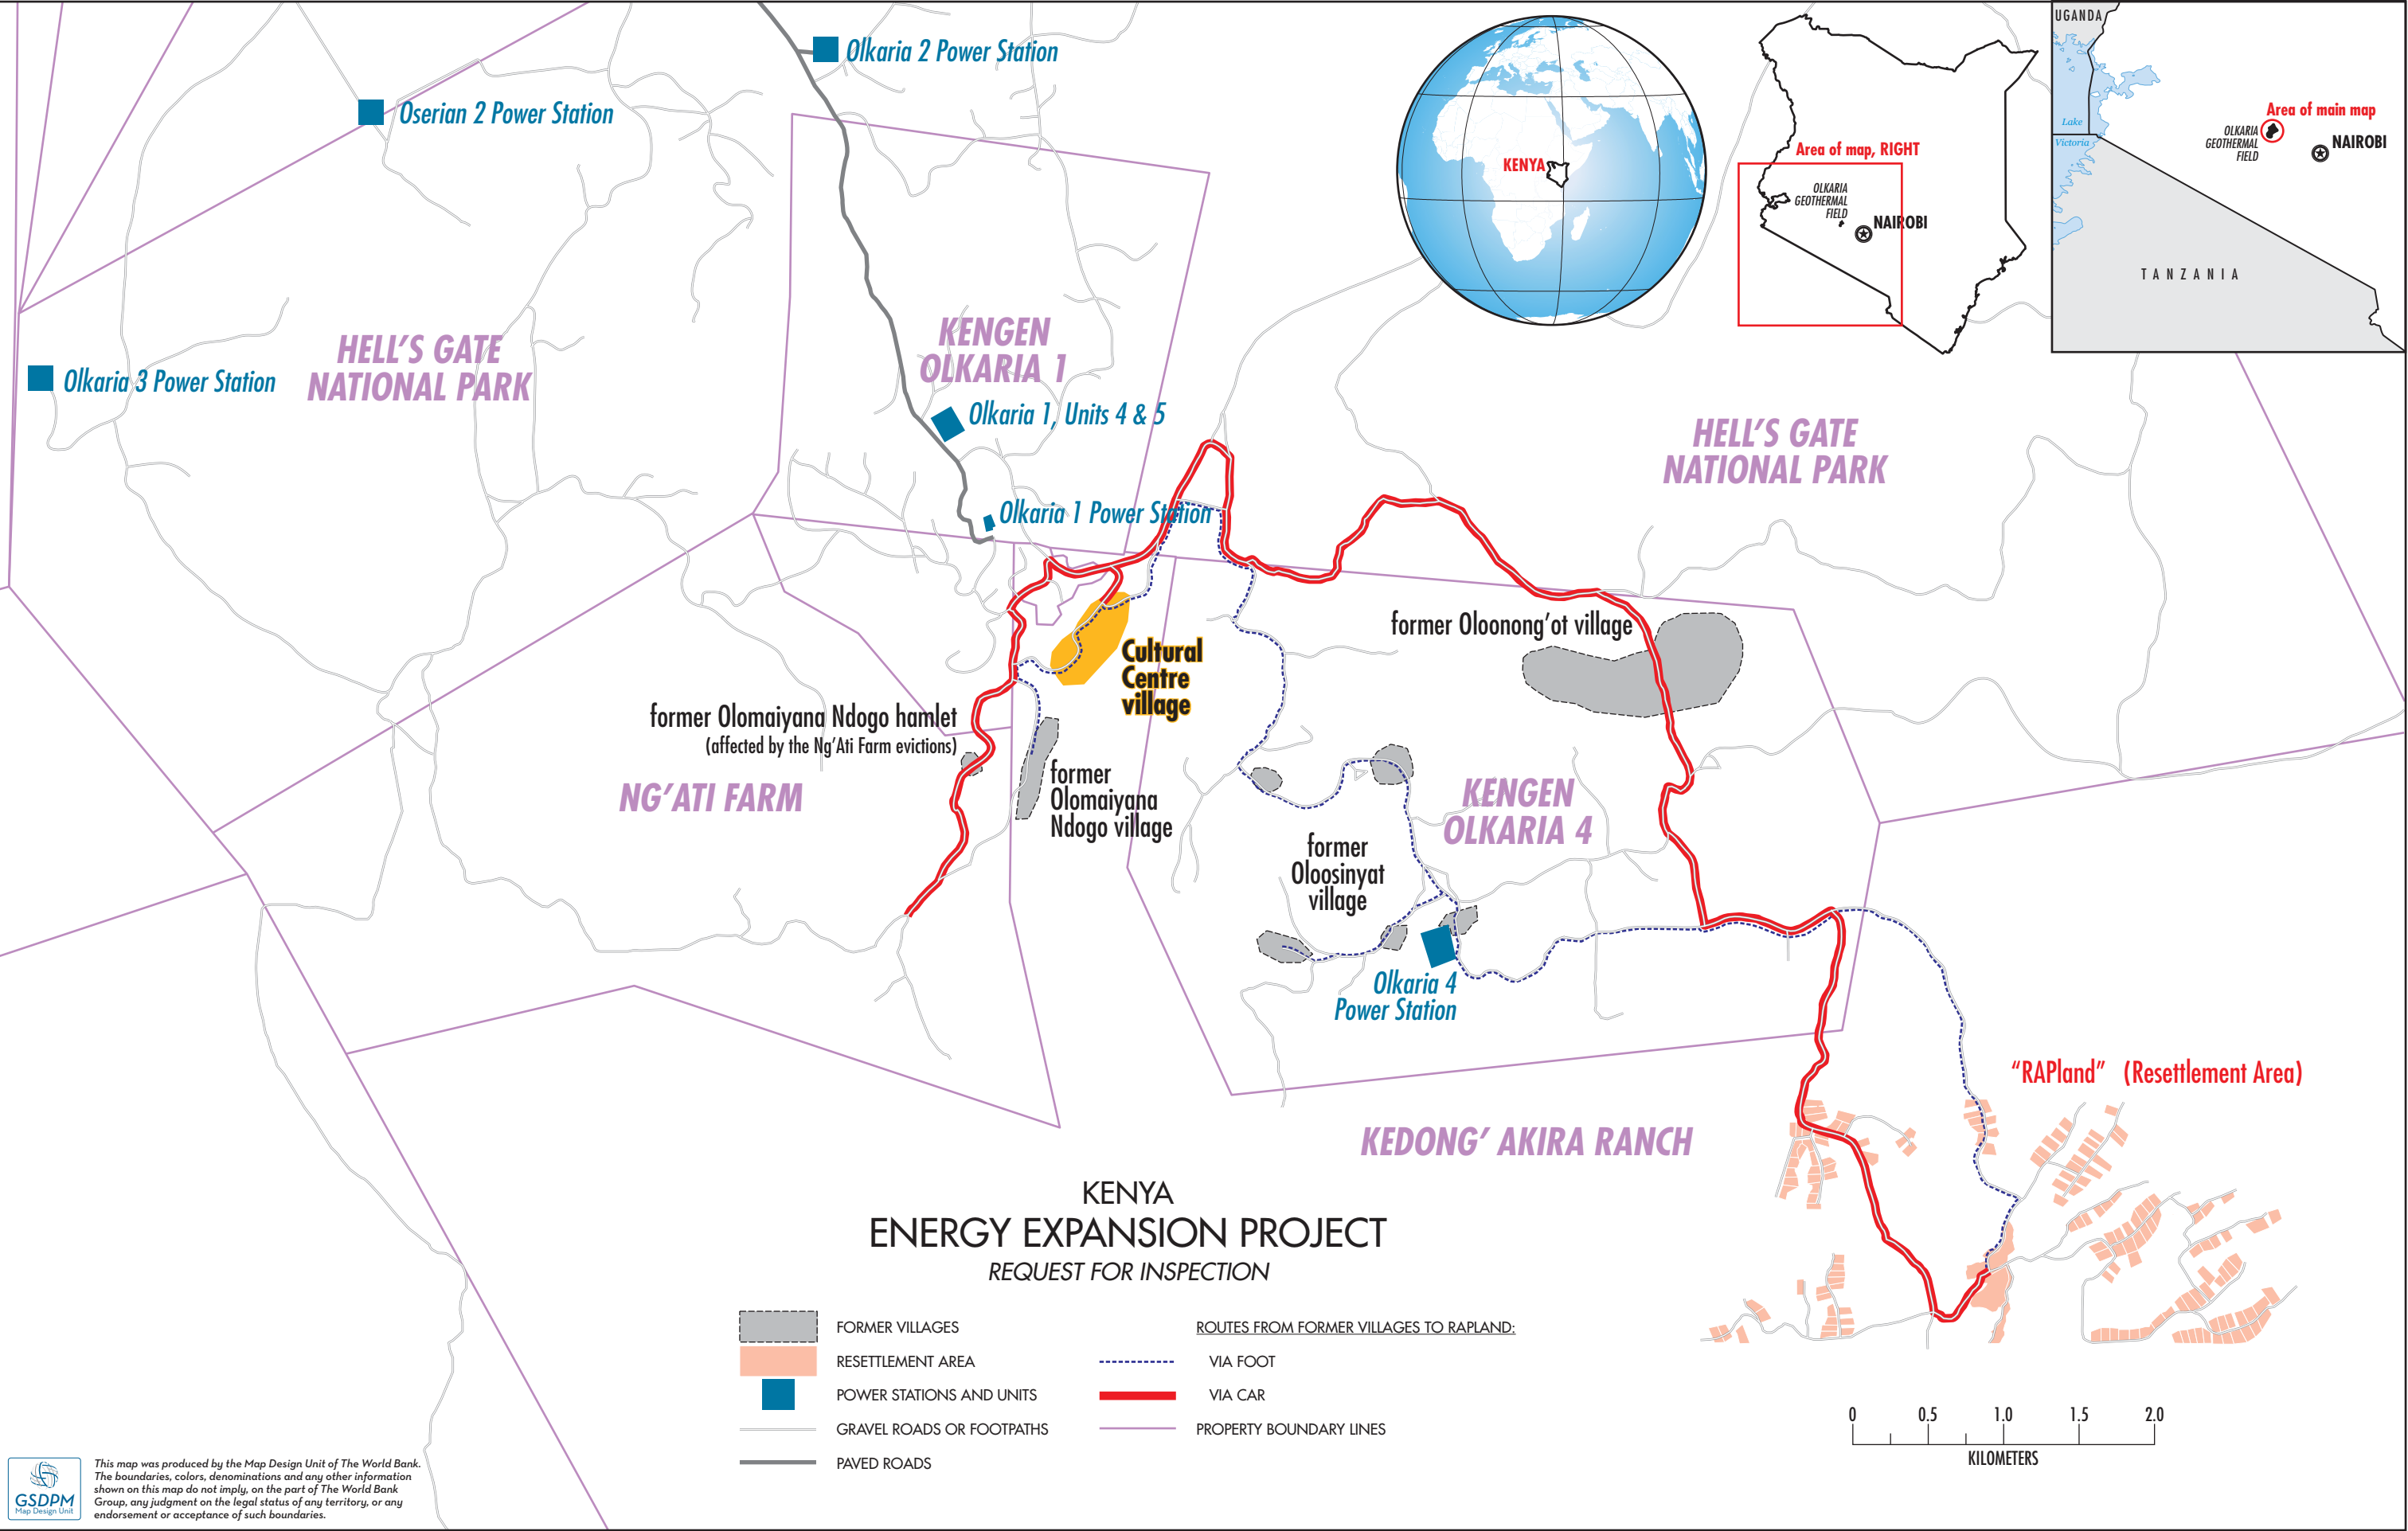 Olkaria 2 Power Station
Oserian 2 Power Station
Olkaria 3 Power Station
HELL'S GATE
NATIONAL PARK
KENGEN
OLKARIA 1
Olkaria 1, Units 4 & 5
Olkaria 1 Power Station
KENYA
Area of map, RIGHT
OLKARIA
GEOTHERMAL
FIELD
NAIROBI
UGANDA
Lake
Victoria
Area of main map
OLKARIA
GEOTHERMAL
FIELD
NAIROBI
TANZANIA
HELL'S GATE
NATIONAL PARK
former Oloonong'ot village
Cultural
Centre
village
former Olomaiyana Ndogo hamlet
(affected by the Ng'Ati Farm evictions)
NG'ATI FARM
former
Olomaiyana
Ndogo village
KENGEN
OLKARIA 4
former
Oloosinyat
village
Olkaria 4
Power Station
"RAPland" (Resettlement Area)
KEDONG' AKIRA RANCH
KENYA
ENERGY EXPANSION PROJECT
REQUEST FOR INSPECTION
FORMER VILLAGES
RESETTLEMENT AREA
POWER STATIONS AND UNITS
GRAVEL ROADS OR FOOTPATHS
PAVED ROADS
ROUTES FROM FORMER VILLAGES TO RAPLAND:
VIA FOOT
VIA CAR
PROPERTY BOUNDARY LINES
0 0.5 1.0 1.5 2.0
KILOMETERS
GSDPM
Map Design Unit
This map was produced by the Map Design Unit of The World Bank.
The boundaries, colors, denominations and any other information
shown on this map do not imply, on the part of The World Bank
Group, any judgment on the legal status of any territory, or any
endorsement or acceptance of such boundaries.